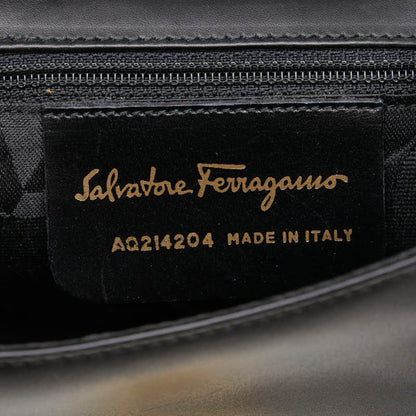 Salvatore Ferragamo
AQ214204 MADE IN ITALY